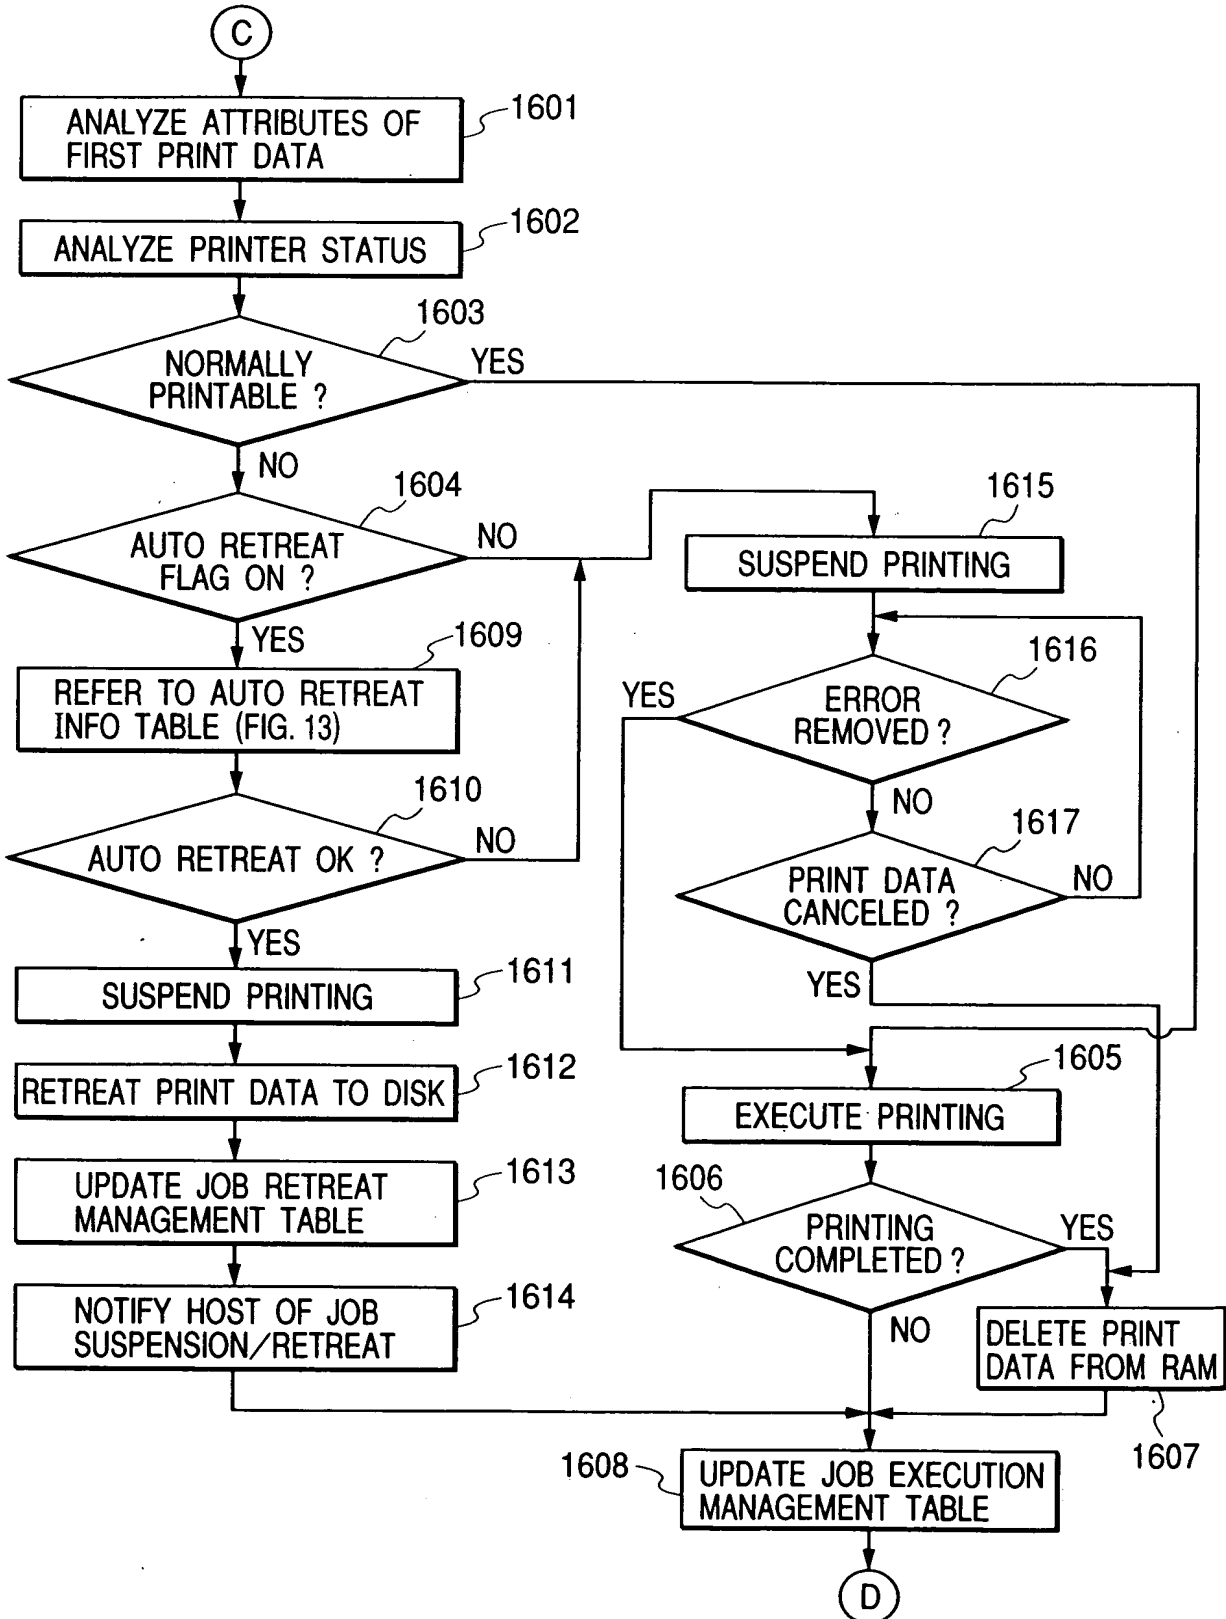 C
1601
ANALYZE ATTRIBUTES OF
FIRST PRINT DATA
1602
ANALYZE PRINTER STATUS
1603
NORMALLY
PRINTABLE ?
YES
NO
1604
AUTO RETREAT
FLAG ON ?
NO
YES
1609
REFER TO AUTO RETREAT
INFO TABLE (FIG. 13)
1610
AUTO RETREAT OK ?
NO
YES
1611
SUSPEND PRINTING
1612
RETREAT PRINT DATA TO DISK
1613
UPDATE JOB RETREAT
MANAGEMENT TABLE
1614
NOTIFY HOST OF JOB
SUSPENSION/RETREAT
1615
SUSPEND PRINTING
1616
YES
ERROR
REMOVED ?
NO
1617
PRINT DATA
CANCELED ?
NO
YES
1605
EXECUTE PRINTING
1606
PRINTING
COMPLETED ?
YES
NO
DELETE PRINT
DATA FROM RAM
1607
1608
UPDATE JOB EXECUTION
MANAGEMENT TABLE
D